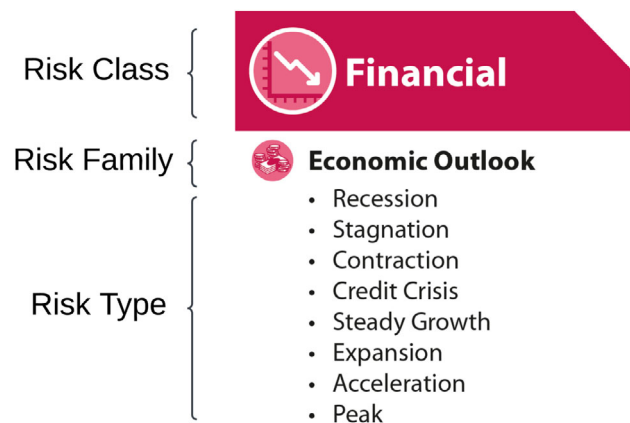 Risk Class
Financial
Risk Family
Economic Outlook
Risk Type
• Recession
• Stagnation
• Contraction
• Credit Crisis
• Steady Growth
• Expansion
• Acceleration
• Peak